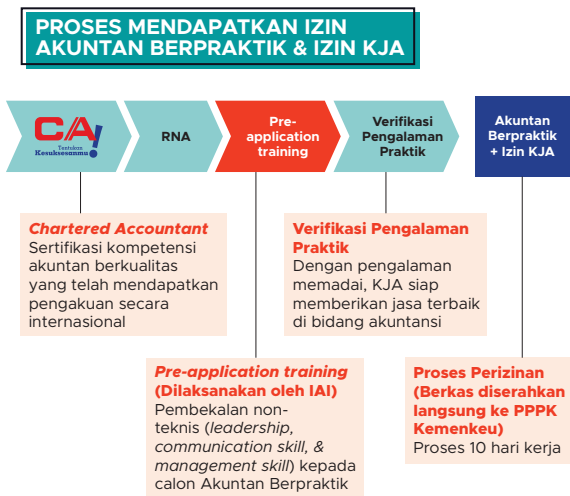 PROSES MENDAPATKAN IZIN
AKUNTAN BERPRAKTIK & IZIN KJA
CA!
Tentukan
Kesuksesanmu
RNA
Pre-
application
training
Verifikasi
Pengalaman
Praktik
Akuntan
Berpraktik
+ Izin KJA
Chartered Accountant
Sertifikasi kompetensi
akuntan berkualitas
yang telah mendapatkan
pengakuan secara
internasional
Verifikasi Pengalaman
Praktik
Dengan pengalaman
memadai, KJA siap
memberikan jasa terbaik
di bidang akuntansi
Pre-application training
(Dilaksanakan oleh IAI)
Pembekalan non-
teknis (leadership,
communication skill, &
management skill) kepada
calon Akuntan Berpraktik
Proses Perizinan
(Berkas diserahkan
langsung ke PPPK
Kemenkeu)
Proses 10 hari kerja